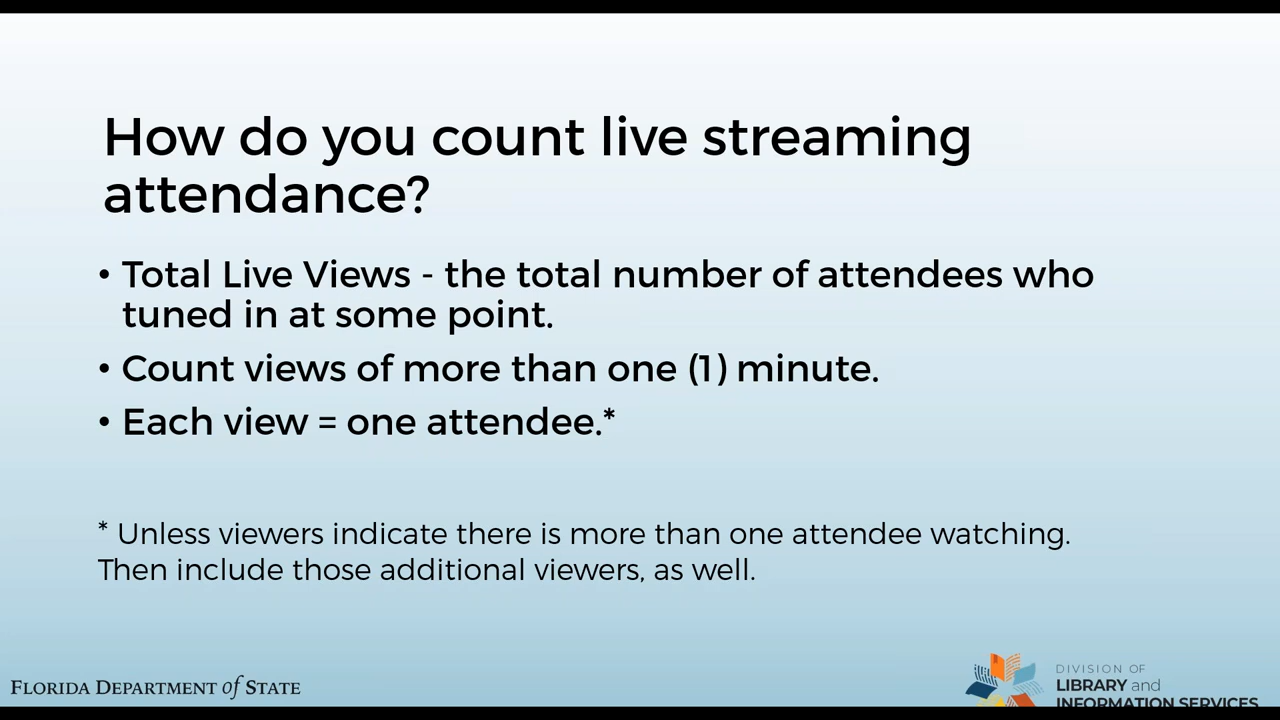 How do you count live streaming
attendance?
• Total Live Views - the total number of attendees who
tuned in at some point.
• Count views of more than one (1) minute.
• Each view = one attendee.*
* Unless viewers indicate there is more than one attendee watching.
Then include those additional viewers, as well.
FLORIDA DEPARTMENT of STATE
DIVISION OF
LIBRARY and
INFORMATION SERVICES